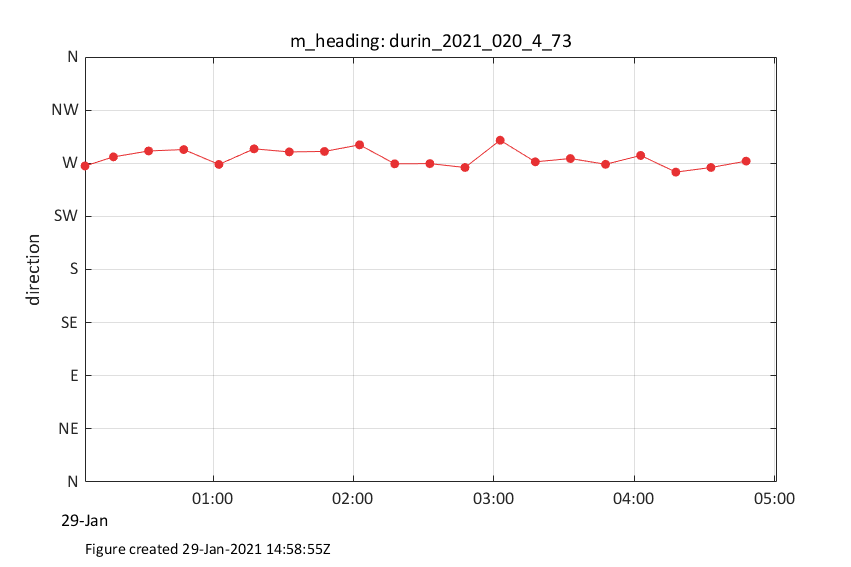 m_heading: durin_2021_020_4_73
N
NW
W
SW
S
SE
E
NE
N
direction
01:00 02:00 03:00 04:00 05:00
29-Jan
Figure created 29-Jan-2021 14:58:55Z